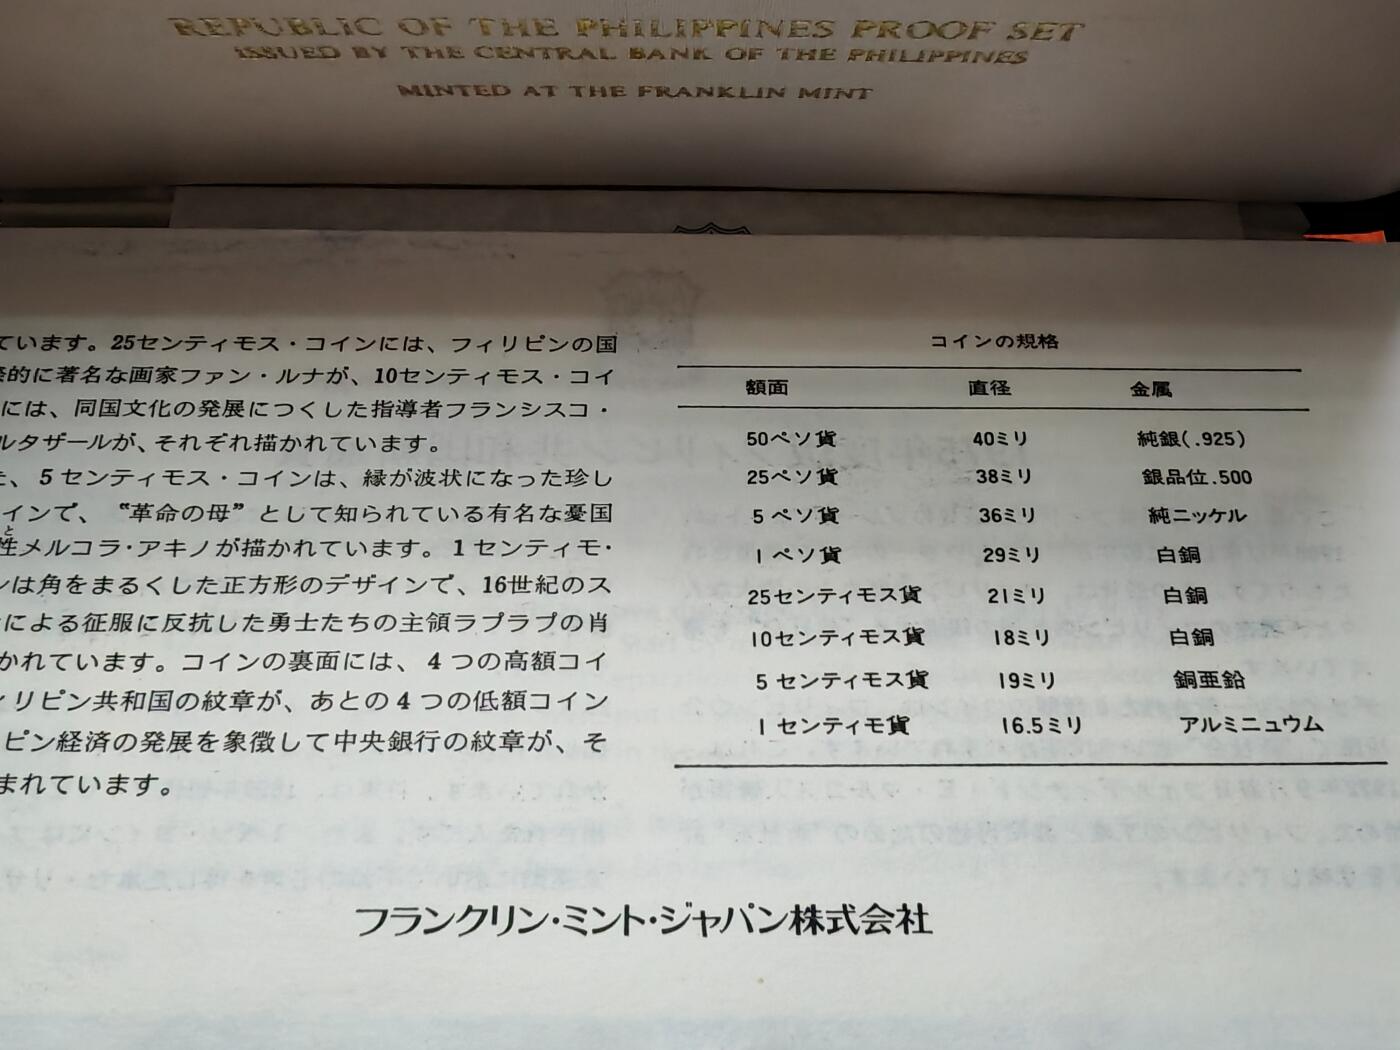 REPUBLIC OF THE PHILIPPINES PROOF SET
ISSUED BY THE CENTRAL BANK OF THE PHILIPPINES
MINTED AT THE FRANKLIN MINT
ています。25センティモス・コインには、フィリピンの国
的に著名な画家ファン・ルナが、10センティモス・コイ
には、同国文化の発展につくした指導者フランシスコ・
ルタザールが、それぞれ描かれています。
た、5センティモス・コインは、縁が波状になった珍し
インで、“革命の母”として知られている有名な憂国
と
性メルコラ・アキノが描かれています。1センティモ・
ンは角をまるくした正方形のデザインで、16世紀のス
による征服に反抗した勇士たちの主領ラプラプの肖
かれています。コインの裏面には、4つの高額コイ
ィリピン共和国の紋章が、あとの4つの低額コイン
ピン経済の発展を象徴して中央銀行の紋章が、そ
まれています。
コインの規格
額面 直径 金属
50ペソ貨 40ミリ 純銀(.925)
25ペソ貨 38ミリ 銀品位.500
5ペソ貨 36ミリ 純ニッケル
1ペソ貨 29ミリ 白銅
25センティモス貨 21ミリ 白銅
10センティモス貨 18ミリ 白銅
5センティモス貨 19ミリ 銅亜鉛
1センティモ貨 16.5ミリ アルミニュウム
フランクリン・ミント・ジャパン株式会社